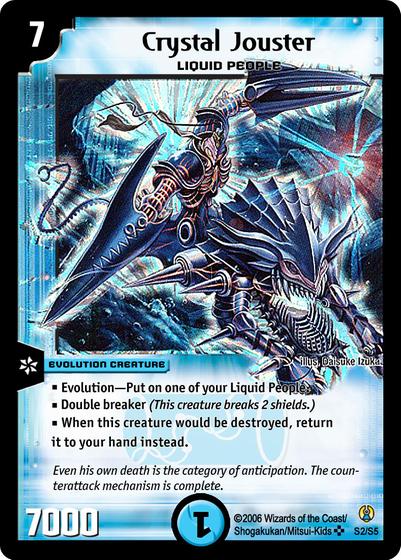 7
Crystal Jouster
LIQUID PEOPLE
illus. Daisuke Izuka
EVOLUTION CREATURE
▪ Evolution—Put on one of your Liquid People.
▪ Double breaker (This creature breaks 2 shields.)
▪ When this creature would be destroyed, return
it to your hand instead.
Even his own death is the category of anticipation. The coun-
terattack mechanism is complete.
7000
©2006 Wizards of the Coast/
Shogakukan/Mitsui-Kids
S2/S5